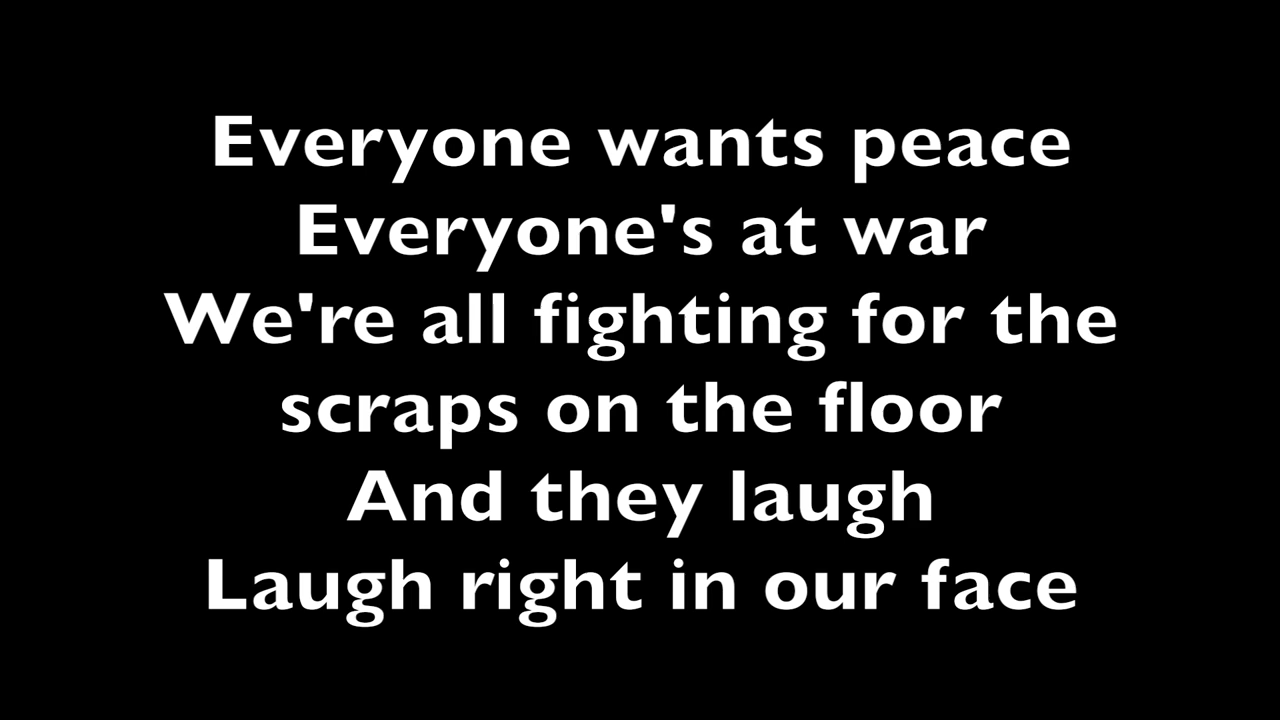 Everyone wants peace
Everyone's at war
We're all fighting for the
scraps on the floor
And they laugh
Laugh right in our face